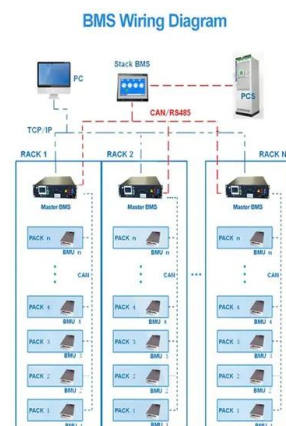 BMS Wiring Diagram
Stack BMS
PC
PCS
CAN/RS485
TCP/IP
RACK 1 RACK 2 RACK N
Master BMS Master BMS Master BMS
PACK n PACK n PACK n
BMU n BMU n BMU n
CAN CAN CAN
PACK 4 PACK 4 PACK 4
BMU 4 BMU 4 BMU 4
PACK 3 PACK 3 PACK 3
BMU 3 BMU 3 BMU 3
PACK 2 PACK 2 PACK 2
BMU 2 BMU 2 BMU 2
PACK 1 PACK 1 PACK 1